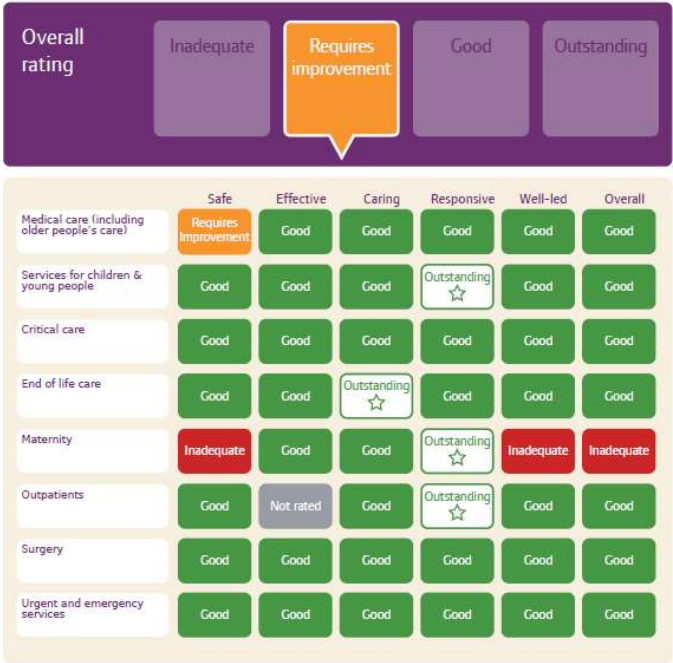 Overall
rating
Inadequate
Requires
improvement
Good
Outstanding
Safe Effective Caring Responsive Well-led Overall
Medical care (including
older people's care)
Requires
Improvement
Good Good Good Good Good
Services for children &
young people
Good Good Good Outstanding Good Good
Critical care
Good Good Good Good Good Good
End of life care
Good Good Outstanding Good Good Good
Maternity
Inadequate Good Good Outstanding Inadequate Inadequate
Outpatients
Good Not rated Good Outstanding Good Good
Surgery
Good Good Good Good Good Good
Urgent and emergency
services
Good Good Good Good Good Good